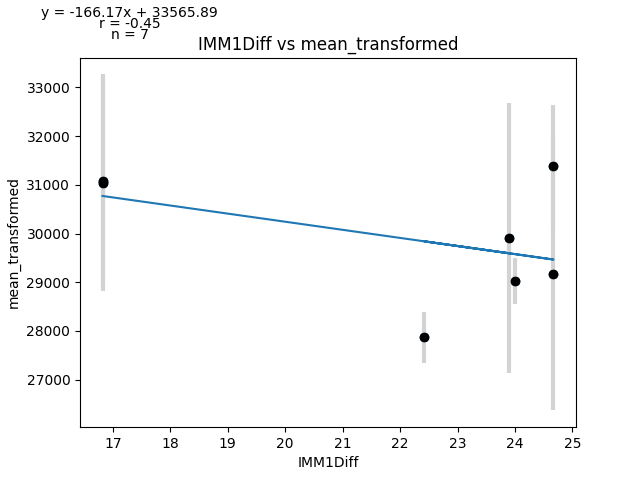 y = -166.17x + 33565.89
r = -0.45
n = 7
IMM1Diff vs mean_transformed
33000
32000
31000
30000
29000
28000
27000
mean_transformed
17 18 19 20 21 22 23 24 25
IMM1Diff